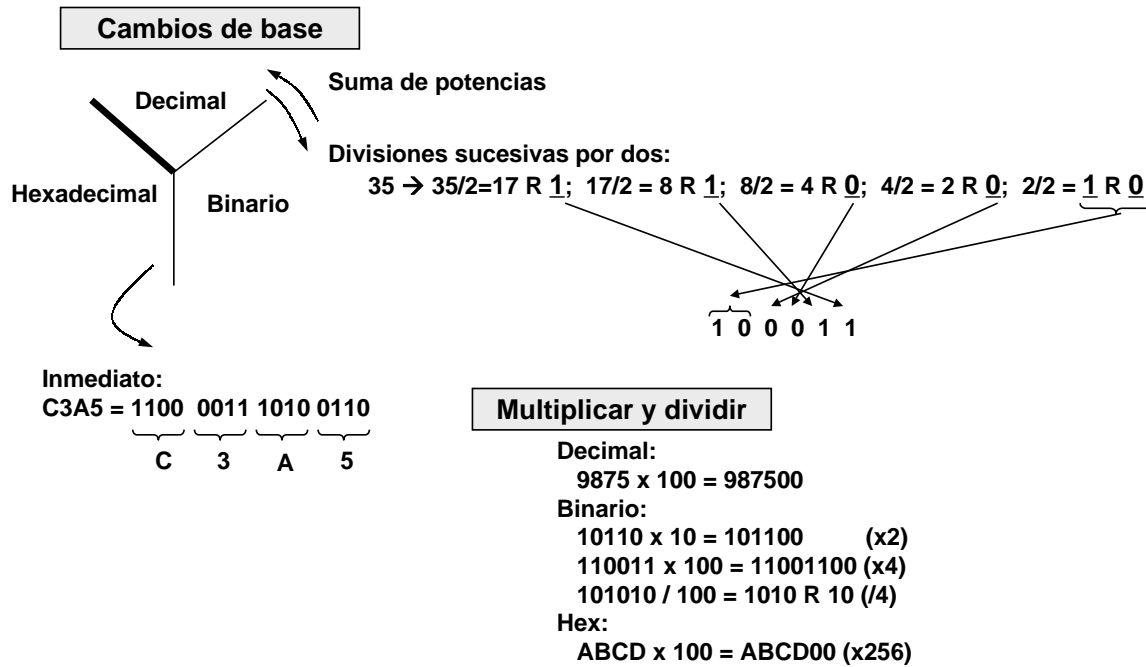 Cambios de base
Suma de potencias
Decimal
Hexadecimal
Binario
Divisiones sucesivas por dos:
35 → 35/2=17 R 1; 17/2 = 8 R 1; 8/2 = 4 R 0; 4/2 = 2 R 0; 2/2 = 1 R 0
1 0 0 0 1 1
Inmediato:
C3A5 = 1100 0011 1010 0110
C 3 A 5
Multiplicar y dividir
Decimal:
9875 x 100 = 987500
Binario:
10110 x 10 = 101100 (x2)
110011 x 100 = 11001100 (x4)
101010 / 100 = 1010 R 10 (/4)
Hex:
ABCD x 100 = ABCD00 (x256)